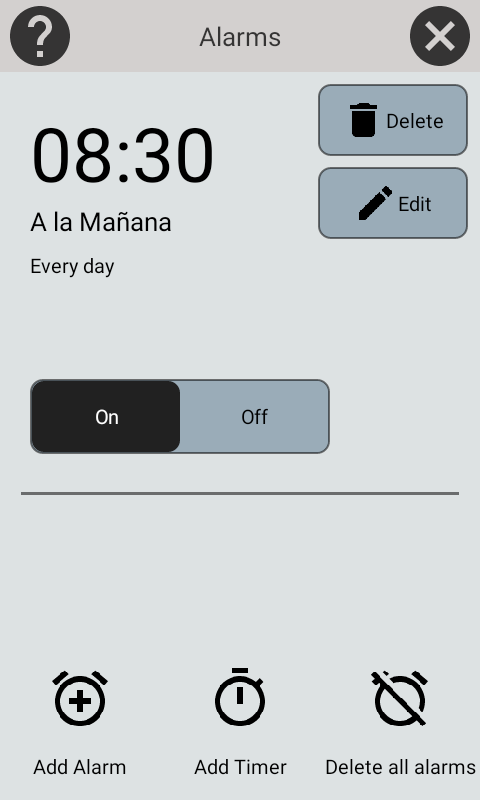 Alarms
Delete
08:30
Edit
A la Mañana
Every day
On Off
Add Alarm Add Timer Delete all alarms